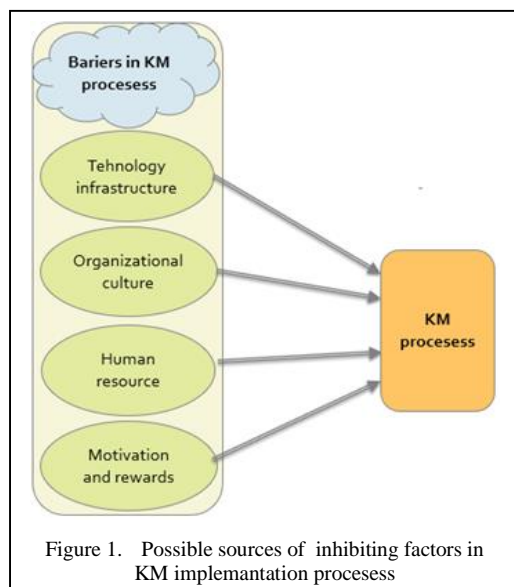 Bariers in KM
procesess
Tehnology
infrastructure
Organizational
culture
Human
resource
Motivation
and rewards
KM
procesess
Figure 1. Possible sources of inhibiting factors in
KM implemantation procesess